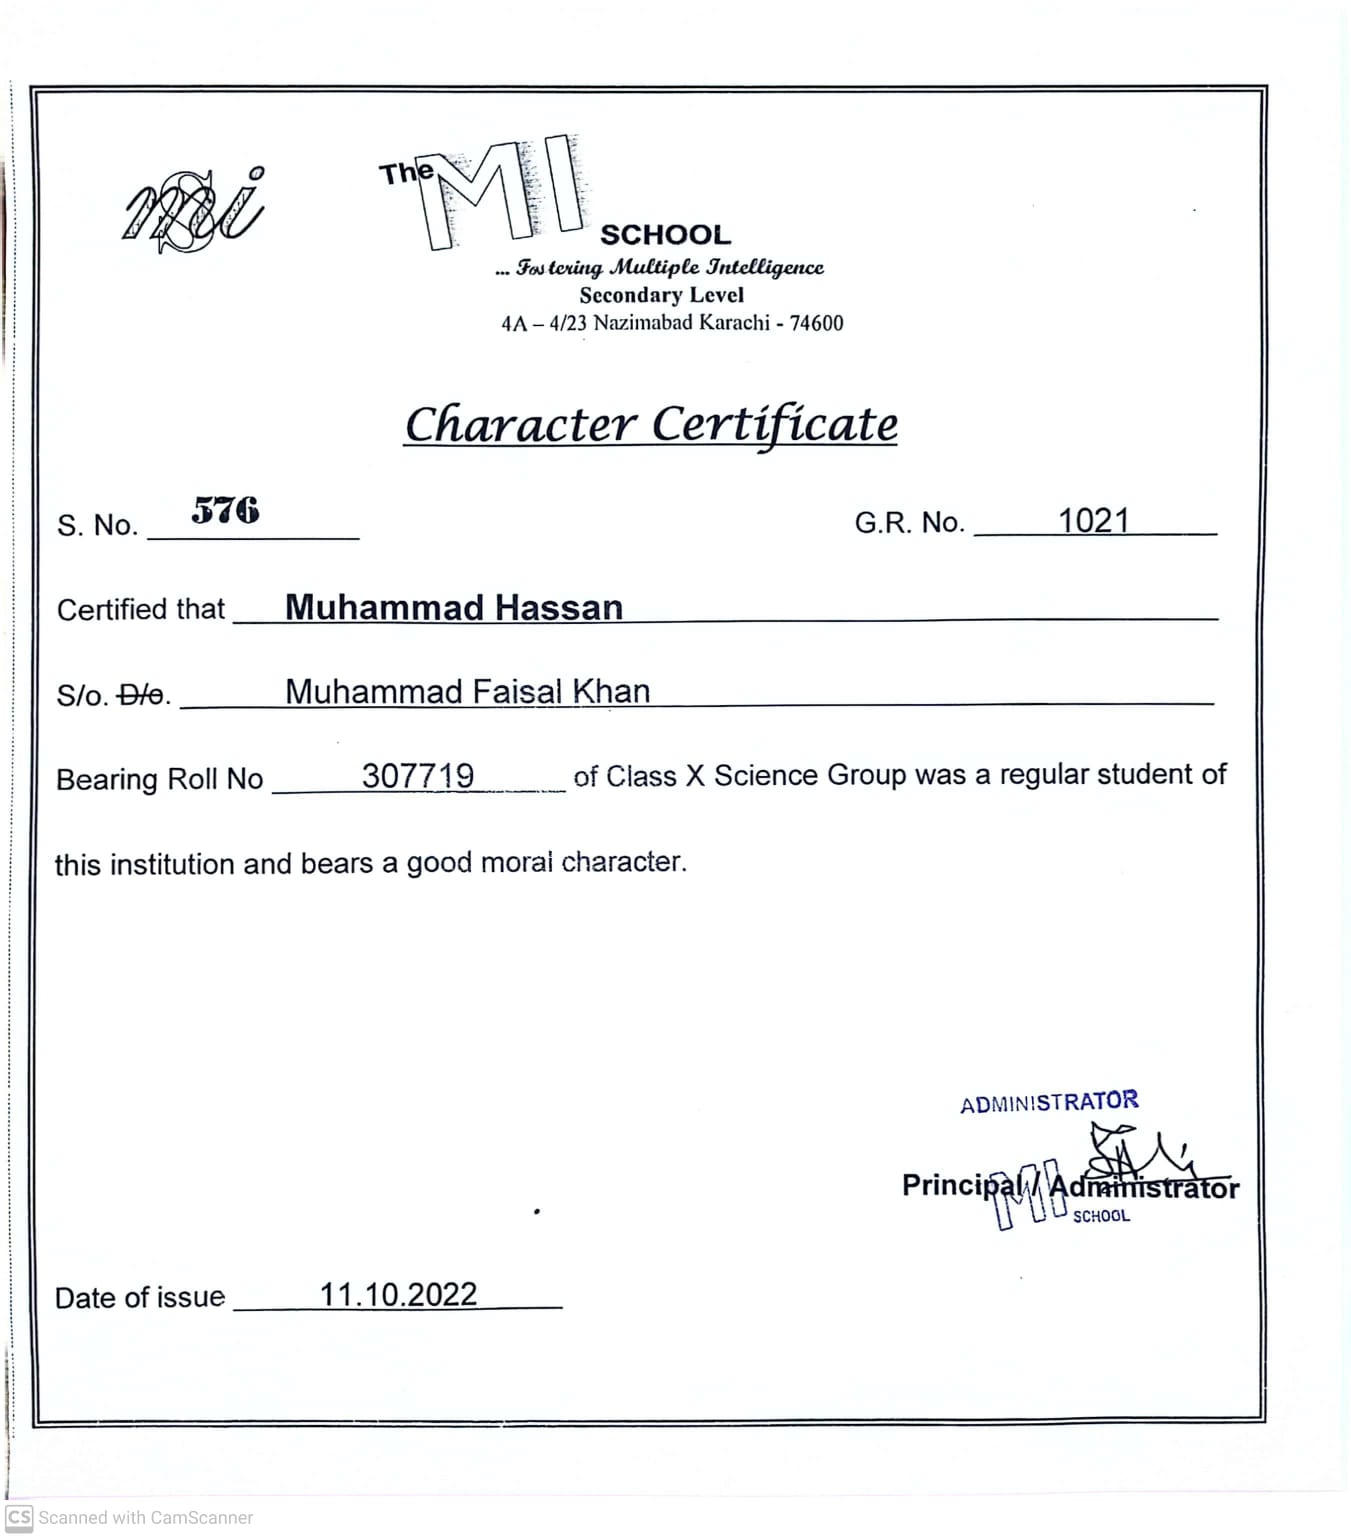 msi
The MI
SCHOOL
... Fostering Multiple Intelligence
Secondary Level
4A – 4/23 Nazimabad Karachi - 74600
Character Certificate
S. No. 576 G.R. No. 1021
Certified that Muhammad Hassan
S/o. D/o. Muhammad Faisal Khan
Bearing Roll No 307719 of Class X Science Group was a regular student of
this institution and bears a good moral character.
ADMINISTRATOR
Principal / Administrator
MI SCHOOL
Date of issue 11.10.2022
CS Scanned with CamScanner